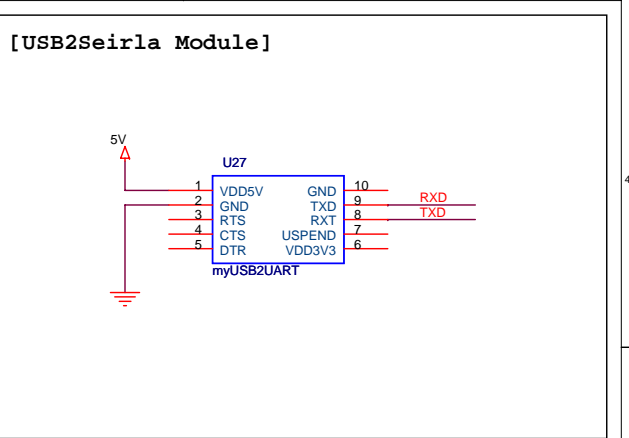 [USB2Seirla Module]
5V
U27
1 VDD5V GND 10
2 GND TXD 9 RXD
3 RTS RXT 8 TXD
4 CTS USPEND 7
5 DTR VDD3V3 6
myUSB2UART
4